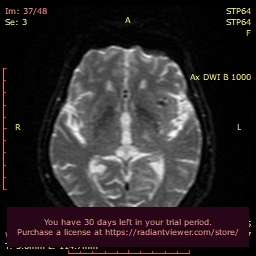 Im: 37/48
Se: 3
A
STP64
STP64
F
Ax DWI B 1000
R
L
You have 30 days left in your trial period.
Purchase a license at https://radiantviewer.com/store/